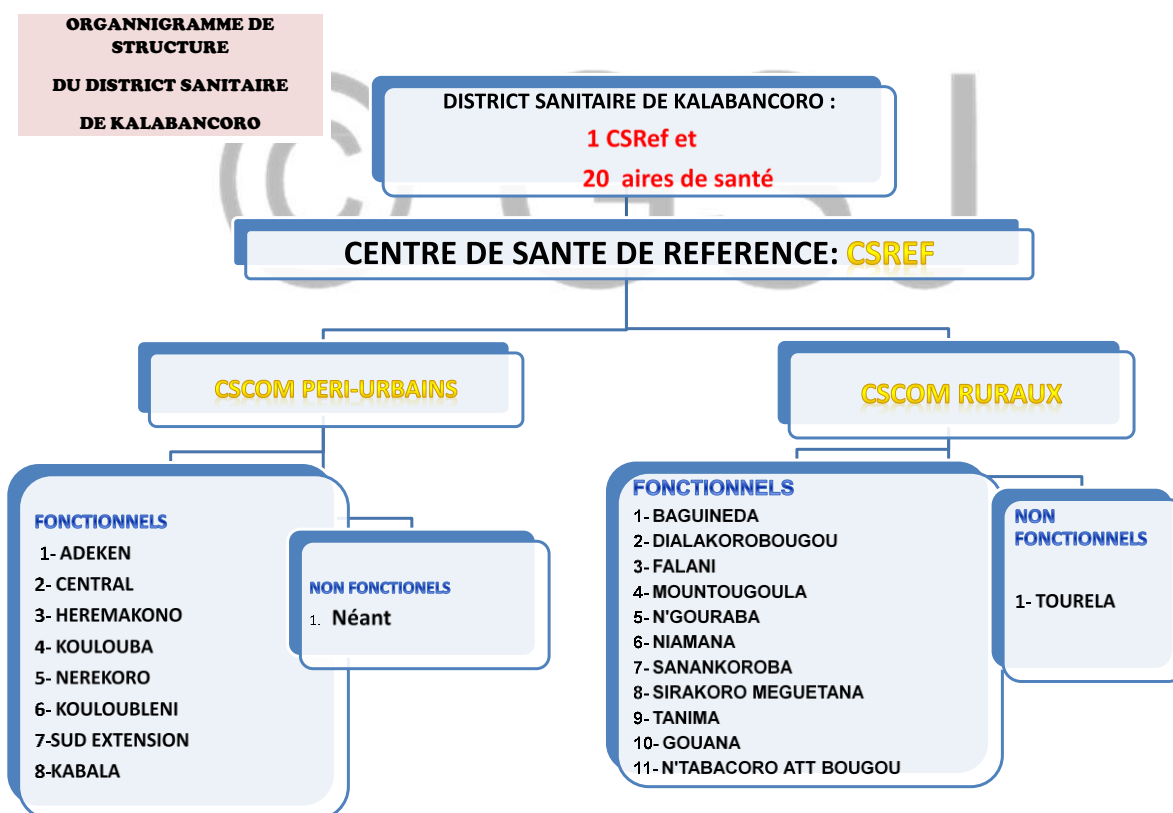 ORGANNIGRAMME DE
STRUCTURE
DU DISTRICT SANITAIRE
DE KALABANCORO
DISTRICT SANITAIRE DE KALABANCORO :
1 CSRef et
20 aires de santé
CENTRE DE SANTE DE REFERENCE: CSREF
CSCOM PERI-URBAINS
FONCTIONNELS
1- ADEKEN
2- CENTRAL
3- HEREMAKONO
4- KOULOUBA
5- NEREKORO
6- KOULOUBLENI
7-SUD EXTENSION
8-KABALA
NON FONCTIONELS
1. Néant
CSCOM RURAUX
FONCTIONNELS
1- BAGUINEDA
2- DIALAKOROBOUGOU
3- FALANI
4- MOUNTOUGOULA
5- N'GOURABA
6- NIAMANA
7- SANANKOROBA
8- SIRAKORO MEGUETANA
9- TANIMA
10- GOUANA
11- N'TABACORO ATT BOUGOU
NON
FONCTIONNELS
1- TOURELA